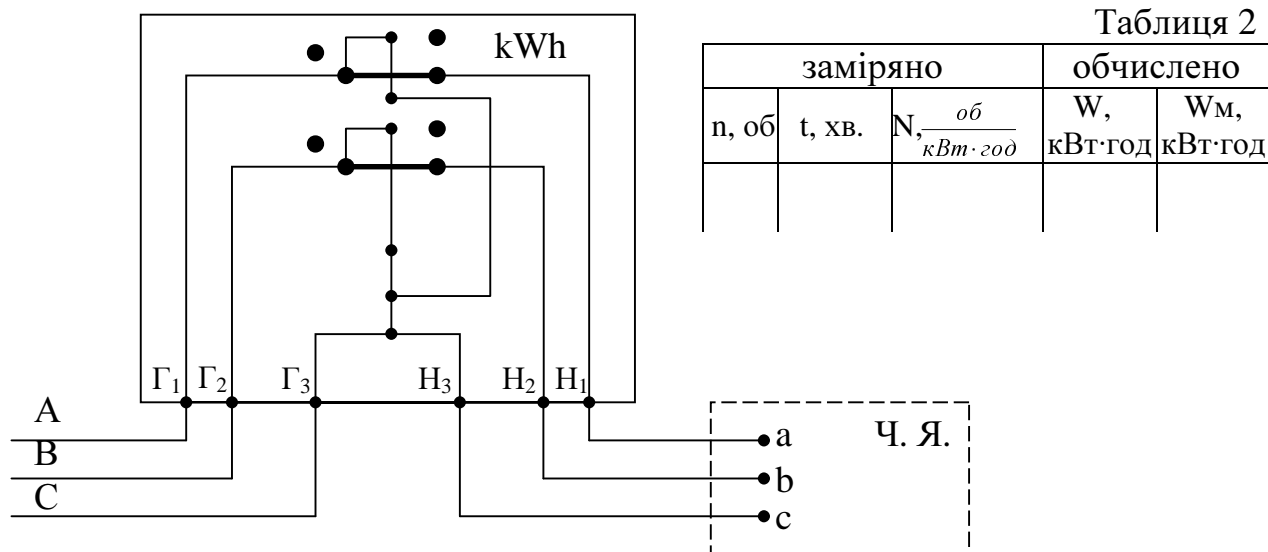 Таблиця 2
kWh
заміряно обчислено
n, об t, хв. N, об/кВт·год W, кВт·год Wм, кВт·год
Г₁ Г₂ Г₃ Н₃ Н₂ Н₁
А
В
С
Ч. Я.
a
b
c